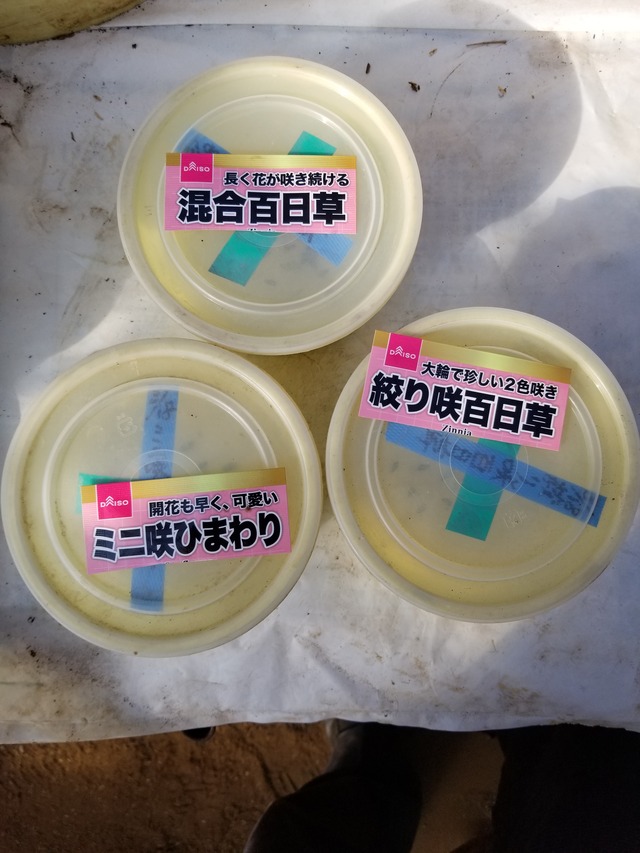 DAISO
長く花が咲き続ける
混合百日草
DAISO
大輪で珍しい2色咲き
絞り咲百日草
Zinnia
DAISO
開花も早く、可愛い
ミニ咲ひまわり